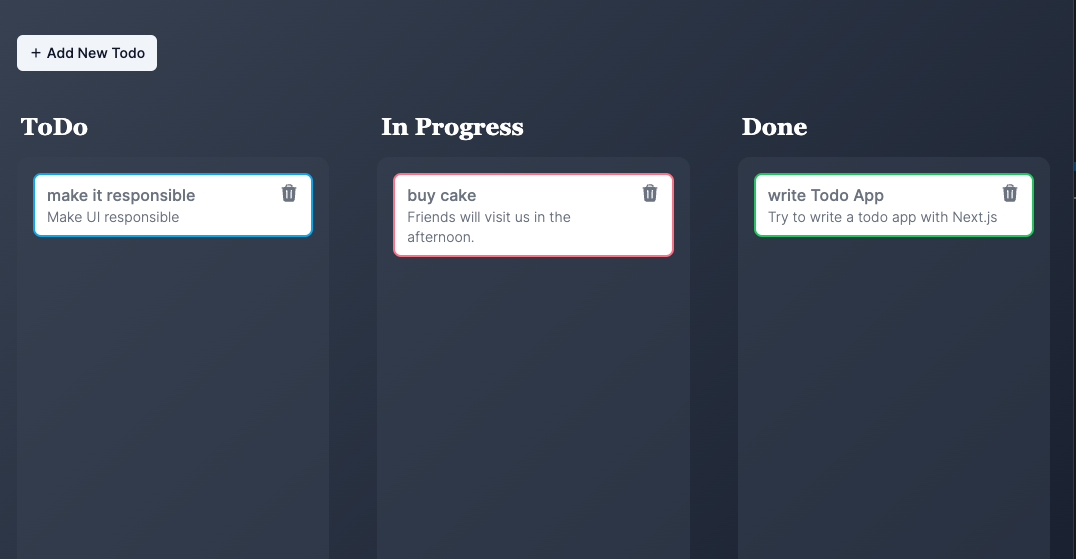 + Add New Todo
ToDo
make it responsible
Make UI responsible
In Progress
buy cake
Friends will visit us in the
afternoon.
Done
write Todo App
Try to write a todo app with Next.js